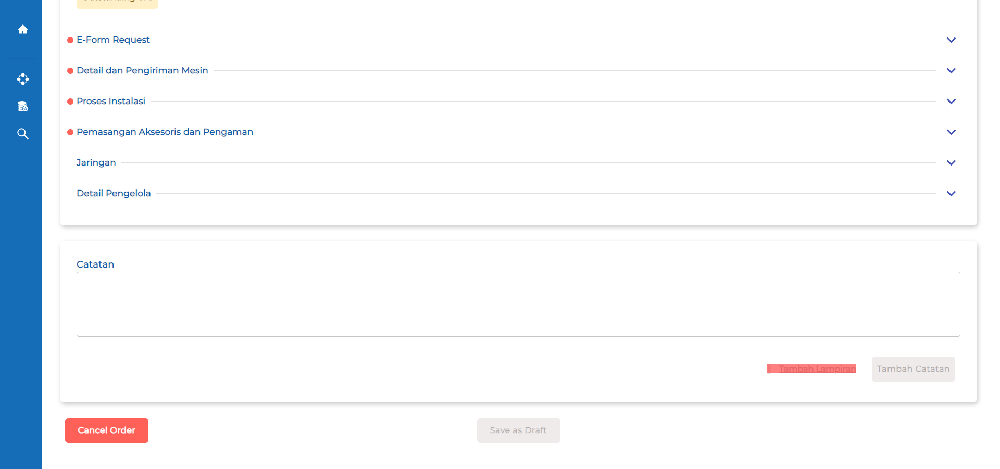 E-Form Request
Detail dan Pengiriman Mesin
Proses Instalasi
Pemasangan Aksesoris dan Pengaman
Jaringan
Detail Pengelola
Catatan
Tambah Lampiran
Tambah Catatan
Cancel Order
Save as Draft